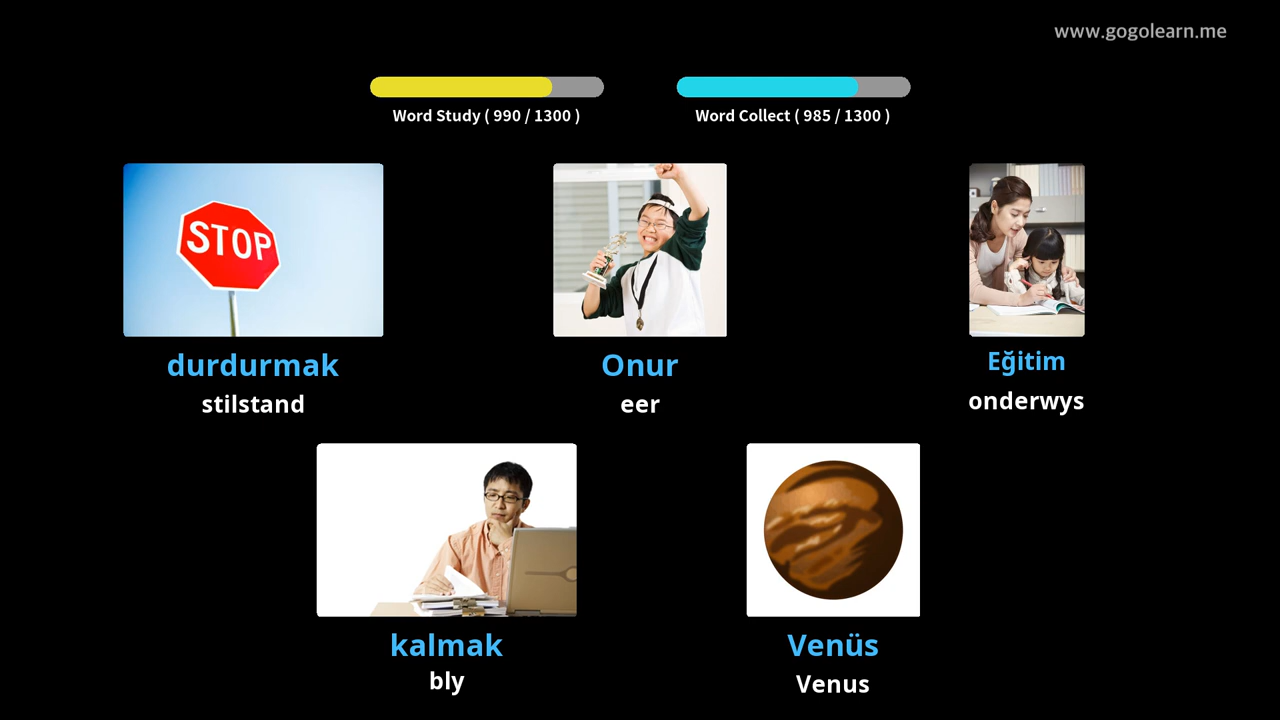 www.gogolearn.me
Word Study ( 990 / 1300 )
Word Collect ( 985 / 1300 )
STOP
durdurmak
stilstand
Onur
eer
Eğitim
onderwys
kalmak
bly
Venüs
Venus